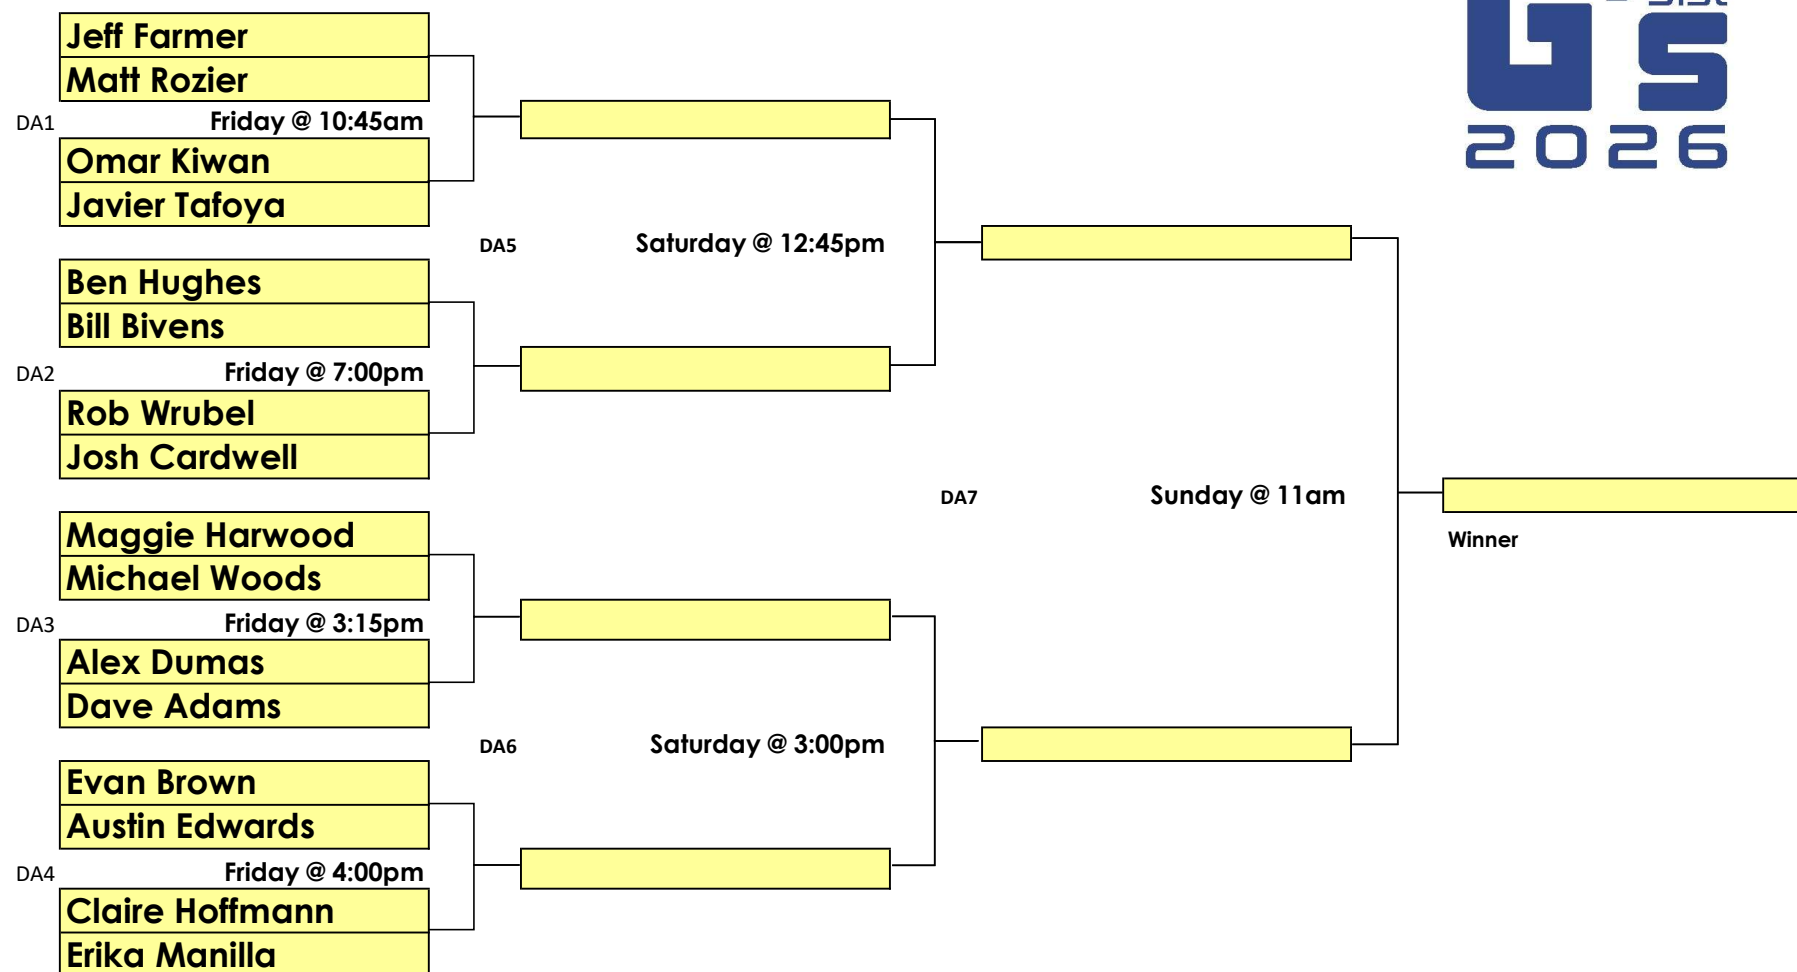 Jeff Farmer
Matt Rozier
DA1 Friday @ 10:45am
Omar Kiwan
Javier Tafoya
DA5 Saturday @ 12:45pm
Ben Hughes
Bill Bivens
DA2 Friday @ 7:00pm
Rob Wrubel
Josh Cardwell
DA7 Sunday @ 11am
Winner
Maggie Harwood
Michael Woods
DA3 Friday @ 3:15pm
Alex Dumas
Dave Adams
DA6 Saturday @ 3:00pm
Evan Brown
Austin Edwards
DA4 Friday @ 4:00pm
Claire Hoffmann
Erika Manilla
G's
2026